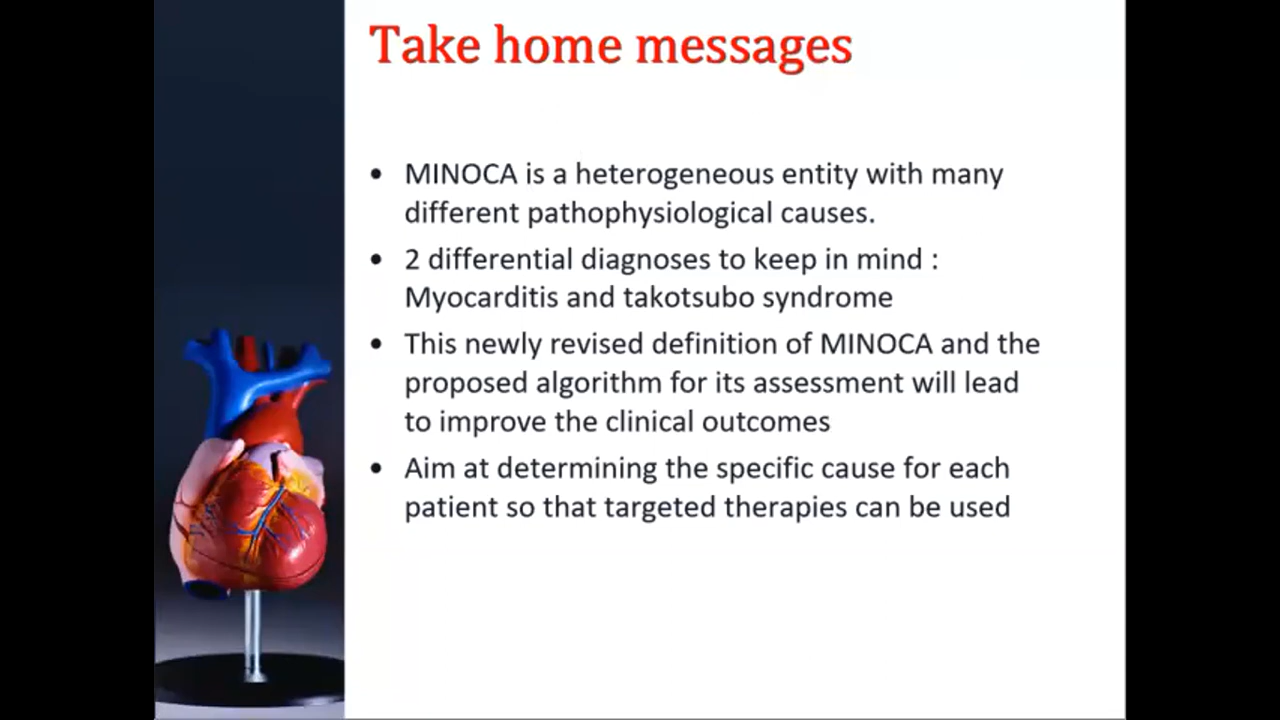 Take home messages
• MINOCA is a heterogeneous entity with many
different pathophysiological causes.
• 2 differential diagnoses to keep in mind :
Myocarditis and takotsubo syndrome
• This newly revised definition of MINOCA and the
proposed algorithm for its assessment will lead
to improve the clinical outcomes
• Aim at determining the specific cause for each
patient so that targeted therapies can be used